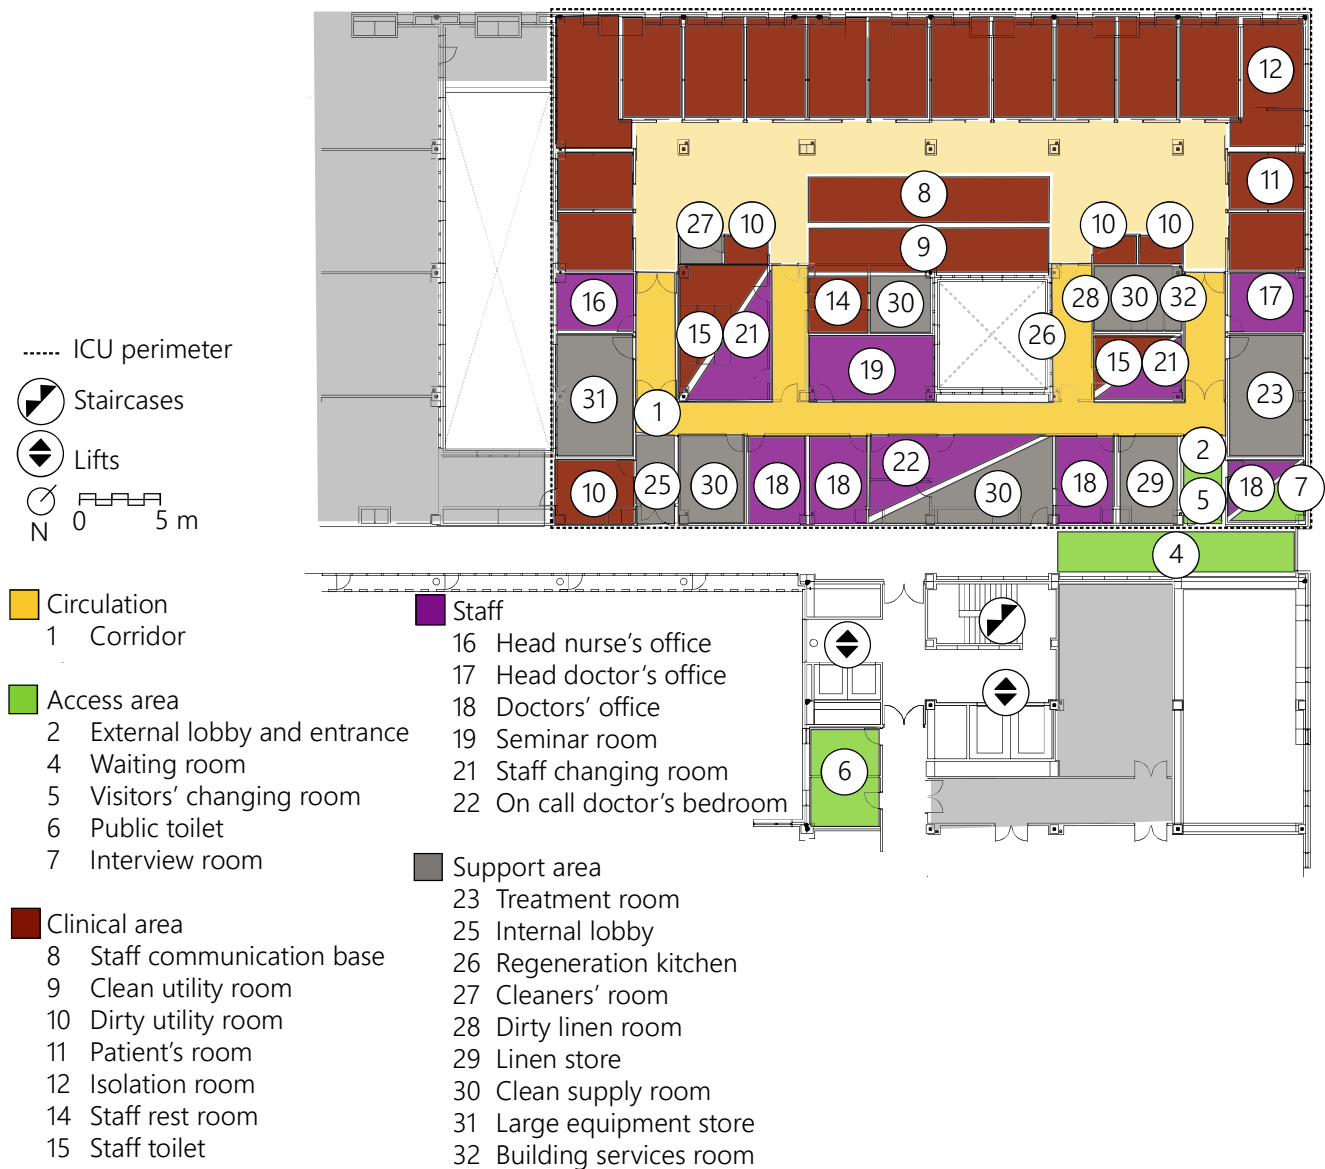 12
11
8
27
10
9
10
10
16
15
21
14
30
26
28
30
32
17
19
15
21
31
1
23
ICU perimeter
Staircases
Lifts
N
0 5 m
10
25
30
18
18
22
30
18
29
2
5
18
7
4
6
Circulation
1 Corridor
Access area
2 External lobby and entrance
4 Waiting room
5 Visitors' changing room
6 Public toilet
7 Interview room
Clinical area
8 Staff communication base
9 Clean utility room
10 Dirty utility room
11 Patient's room
12 Isolation room
14 Staff rest room
15 Staff toilet
Staff
16 Head nurse's office
17 Head doctor's office
18 Doctors' office
19 Seminar room
21 Staff changing room
22 On call doctor's bedroom
Support area
23 Treatment room
25 Internal lobby
26 Regeneration kitchen
27 Cleaners' room
28 Dirty linen room
29 Linen store
30 Clean supply room
31 Large equipment store
32 Building services room